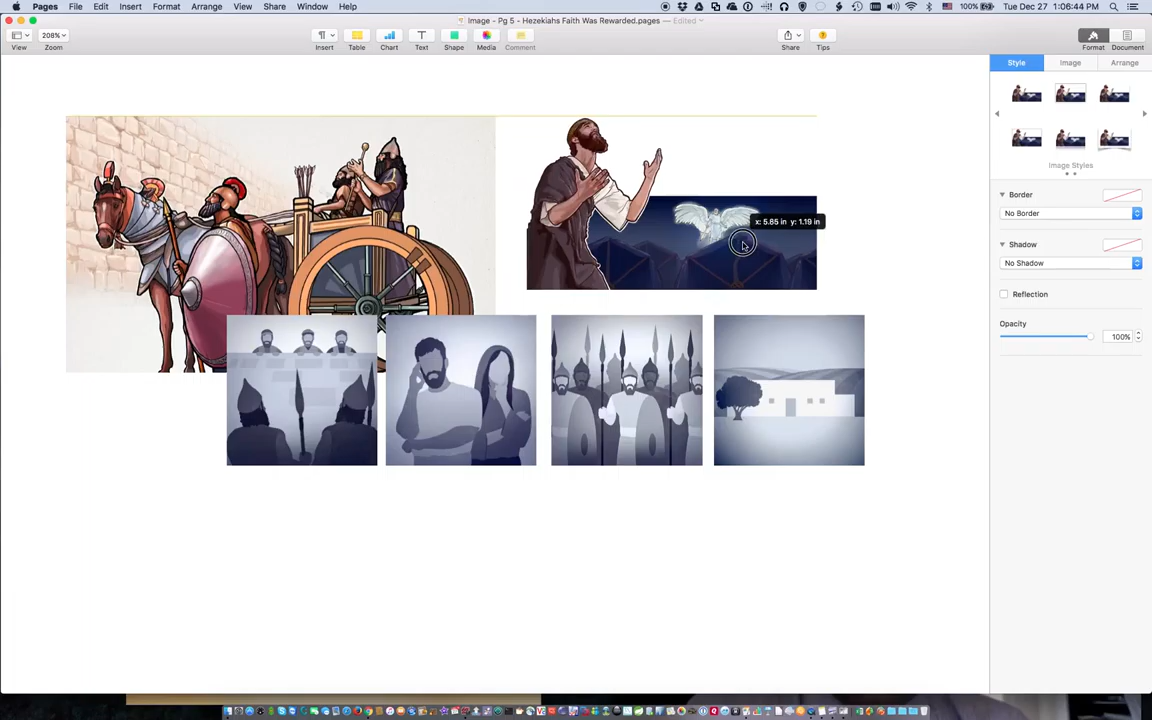 Pages File Edit Insert Format Arrange View Share Window Help 100% Tue Dec 27 1:06:44 PM
Image - Pg 5 - Hezekiahs Faith Was Rewarded.pages — Edited
208%
View Zoom Insert Table Chart Text Shape Media Comment Share Tips Format Document
Style Image Arrange
Image Styles
Border
No Border
x: 5.85 in y: 1.19 in
Shadow
No Shadow
Reflection
Opacity
100%